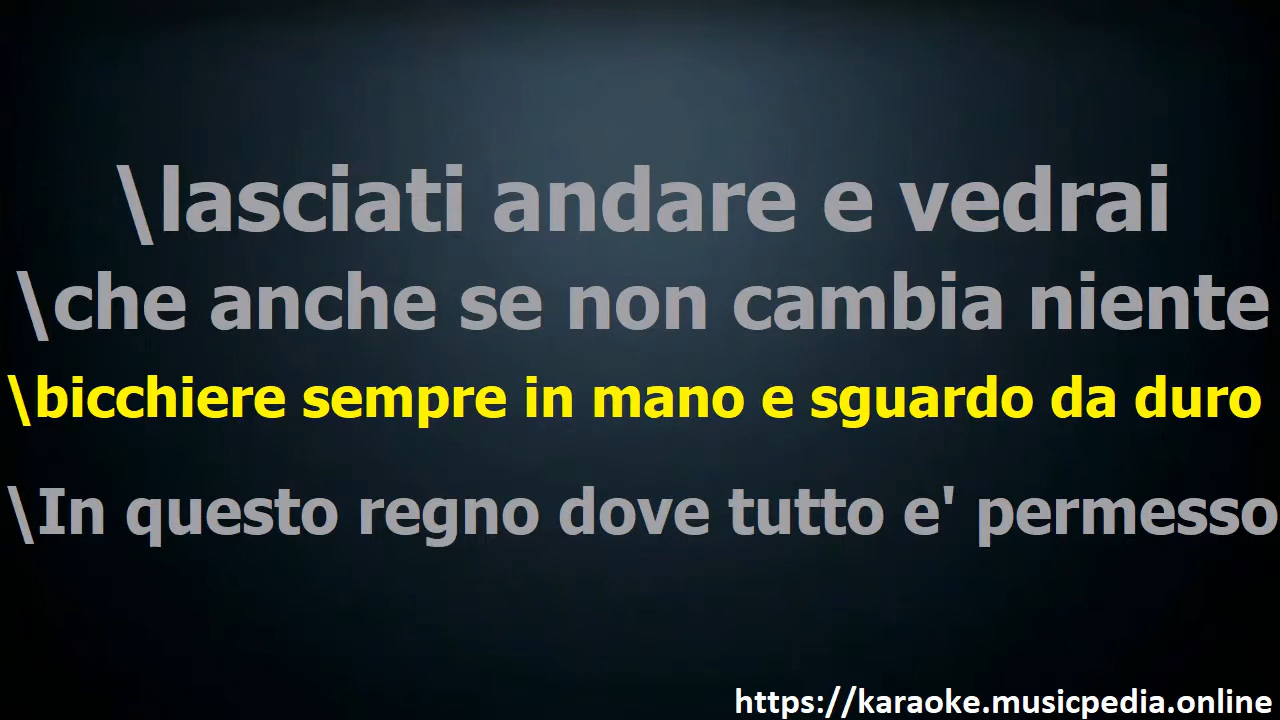 \lasciati andare e vedrai
\che anche se non cambia niente
\bicchiere sempre in mano e sguardo da duro
\In questo regno dove tutto e' permesso
https://karaoke.musicpedia.online